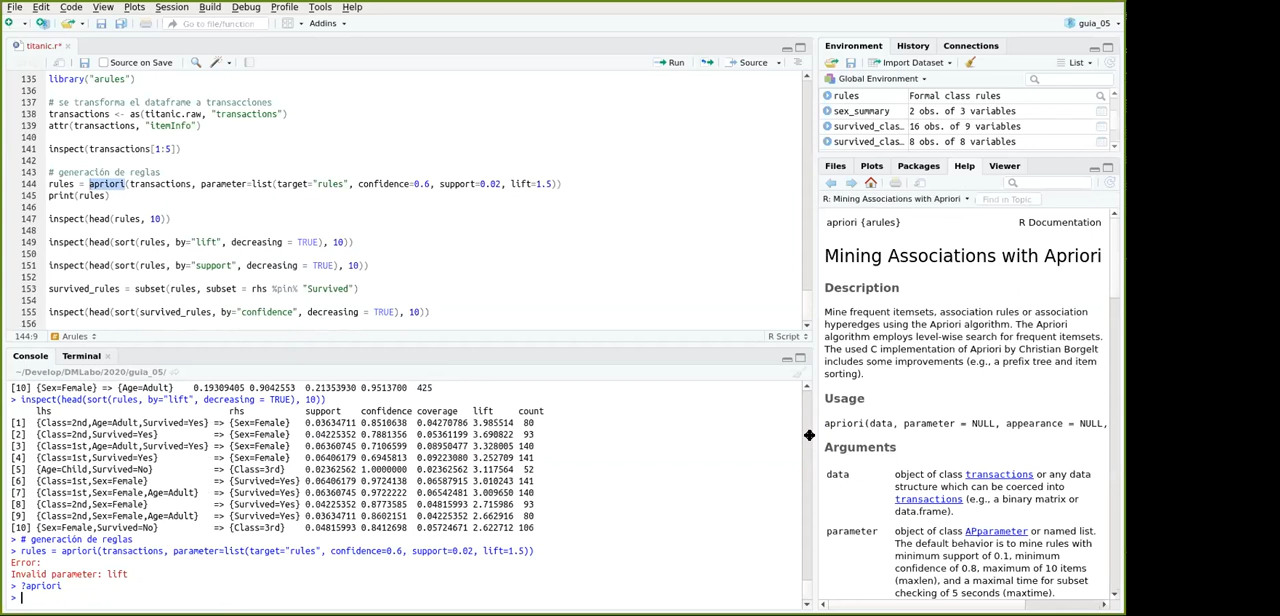 File Edit Code View Plots Session Build Debug Profile Tools Help
Go to file/function
Addins
guia_05
titanic.r*
Source on Save
Run
Source
135 library("arules")
136
137 # se transforma el dataframe a transacciones
138 transactions <- as(titanic.raw, "transactions")
139 attr(transactions, "itemInfo")
140
141 inspect(transactions[1:5])
142
143 # generación de reglas
144 rules = apriori(transactions, parameter=list(target="rules", confidence=0.6, support=0.02, lift=1.5))
145 print(rules)
146
147 inspect(head(rules, 10))
148
149 inspect(head(sort(rules, by="lift", decreasing = TRUE), 10))
150
151 inspect(head(sort(rules, by="support", decreasing = TRUE), 10))
152
153 survived_rules = subset(rules, subset = rhs %pin% "Survived")
154
155 inspect(head(sort(survived_rules, by="confidence", decreasing = TRUE), 10))
156
144:9 Arules R Script
Console Terminal
~/Develop/DMLabo/2020/guia_05/
[10] {Sex=Female} => {Age=Adult} 0.19309405 0.9042553 0.21353930 0.9513700 425
> inspect(head(sort(rules, by="lift", decreasing = TRUE), 10))
lhs rhs support confidence coverage lift count
[1] {Class=2nd,Age=Adult,Survived=Yes} => {Sex=Female} 0.03634711 0.8510638 0.04270786 3.985514 80
[2] {Class=2nd,Survived=Yes} => {Sex=Female} 0.04225352 0.7881356 0.05361199 3.690822 93
[3] {Class=1st,Age=Adult,Survived=Yes} => {Sex=Female} 0.06360745 0.7106599 0.08950477 3.328005 140
[4] {Class=1st,Survived=Yes} => {Sex=Female} 0.06406179 0.6945813 0.09223080 3.252709 141
[5] {Age=Child,Survived=No} => {Class=3rd} 0.02362562 1.0000000 0.02362562 3.117564 52
[6] {Class=1st,Sex=Female} => {Survived=Yes} 0.06406179 0.9724138 0.06587915 3.010243 141
[7] {Class=1st,Sex=Female,Age=Adult} => {Survived=Yes} 0.06360745 0.9722222 0.06542481 3.009650 140
[8] {Class=2nd,Sex=Female} => {Survived=Yes} 0.04225352 0.8773585 0.04815993 2.715986 93
[9] {Class=2nd,Sex=Female,Age=Adult} => {Survived=Yes} 0.03634711 0.8602151 0.04225352 2.662916 80
[10] {Sex=Female,Survived=No} => {Class=3rd} 0.04815993 0.8412698 0.05724671 2.622712 106
> # generación de reglas
> rules = apriori(transactions, parameter=list(target="rules", confidence=0.6, support=0.02, lift=1.5))
Error:
Invalid parameter: lift
> ?apriori
>
Environment History Connections
Import Dataset
List
Global Environment
rules Formal class rules
sex_summary 2 obs. of 3 variables
survived_clas… 16 obs. of 9 variables
survived_clas… 8 obs. of 8 variables
Files Plots Packages Help Viewer
R: Mining Associations with Apriori Find in Topic
apriori {arules} R Documentation
Mining Associations with Apriori
Description
Mine frequent itemsets, association rules or association
hyperedges using the Apriori algorithm. The Apriori
algorithm employs level-wise search for frequent itemsets.
The used C implementation of Apriori by Christian Borgelt
includes some improvements (e.g., a prefix tree and item
sorting).
Usage
apriori(data, parameter = NULL, appearance = NULL,
Arguments
data object of class transactions or any data
structure which can be coerced into
transactions (e.g., a binary matrix or
data.frame).
parameter object of class APparameter or named list.
The default behavior is to mine rules with
minimum support of 0.1, minimum
confidence of 0.8, maximum of 10 items
(maxlen), and a maximal time for subset
checking of 5 seconds (maxtime).